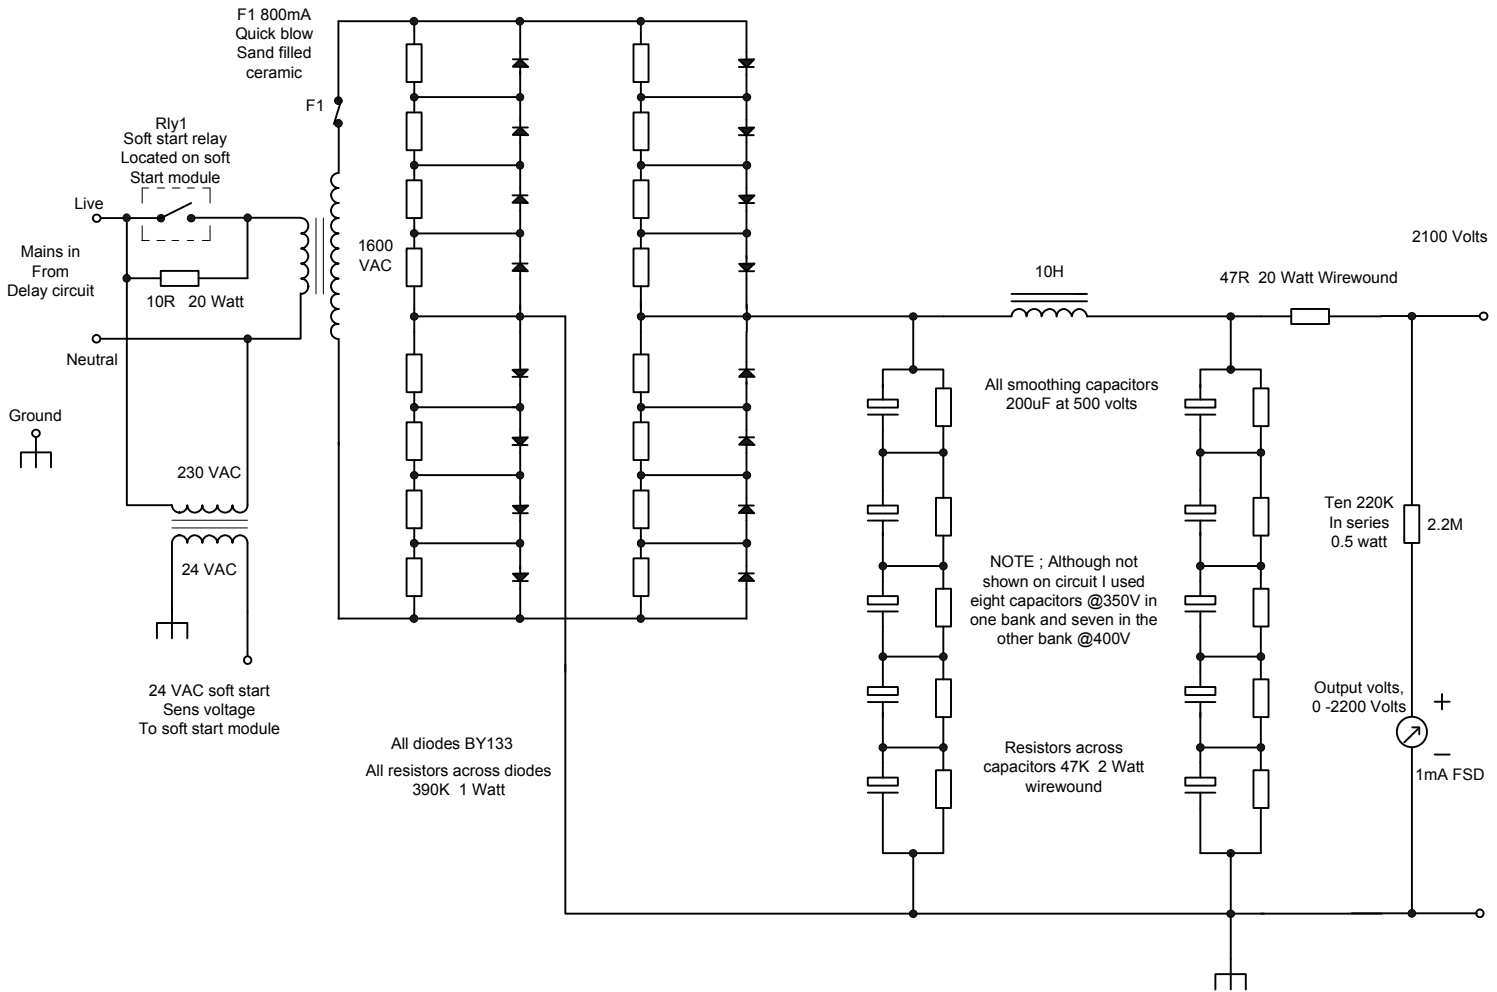 F1 800mA
Quick blow
Sand filled
ceramic
F1
Rly1
Soft start relay
Located on soft
Start module
Live
Mains in
From
Delay circuit
10R 20 Watt
1600
VAC
Neutral
Ground
230 VAC
24 VAC
24 VAC soft start
Sens voltage
To soft start module
All diodes BY133
All resistors across diodes
390K 1 Watt
10H
47R 20 Watt Wirewound
2100 Volts
All smoothing capacitors
200uF at 500 volts
NOTE ; Although not
shown on circuit I used
eight capacitors @350V in
one bank and seven in the
other bank @400V
Resistors across
capacitors 47K 2 Watt
wirewound
Ten 220K
In series
0.5 watt
2.2M
Output volts,
0 -2200 Volts
+
–
1mA FSD